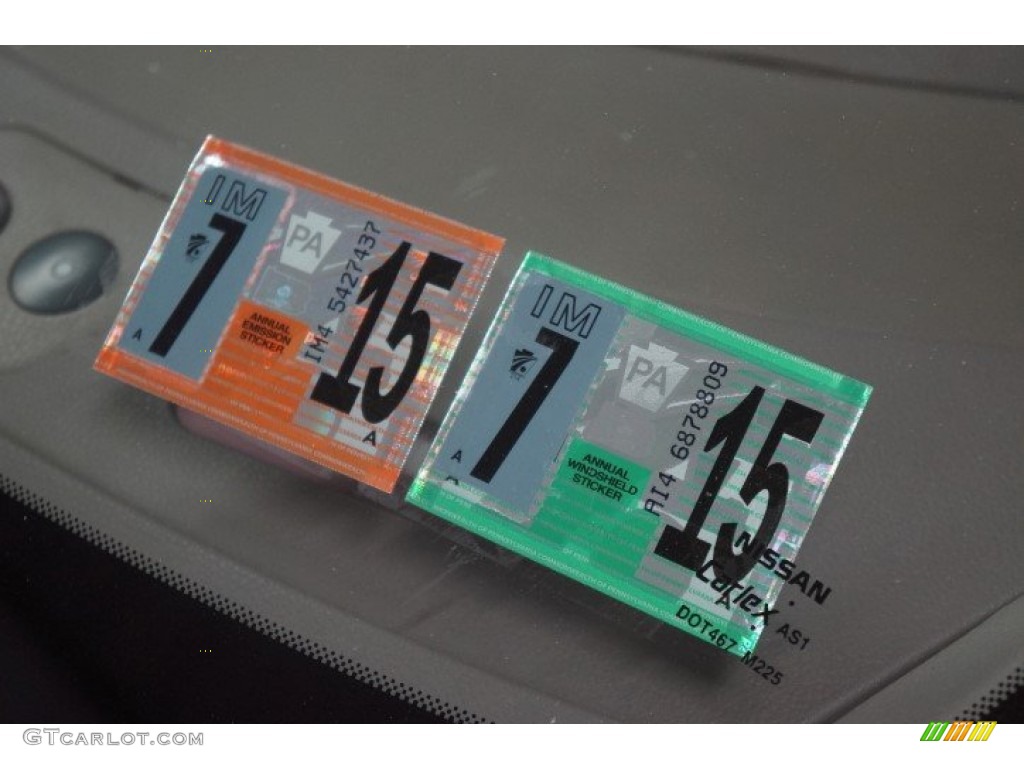 IM
7
A
PA
IM4 5427437
ANNUAL
EMISSION
STICKER
15
A
IM
7
A
PA
AI4 6878809
ANNUAL
WINDSHIELD
STICKER
15
A
NISSAN
Carlex AS1
DOT467 M225
GTCARLOT.COM